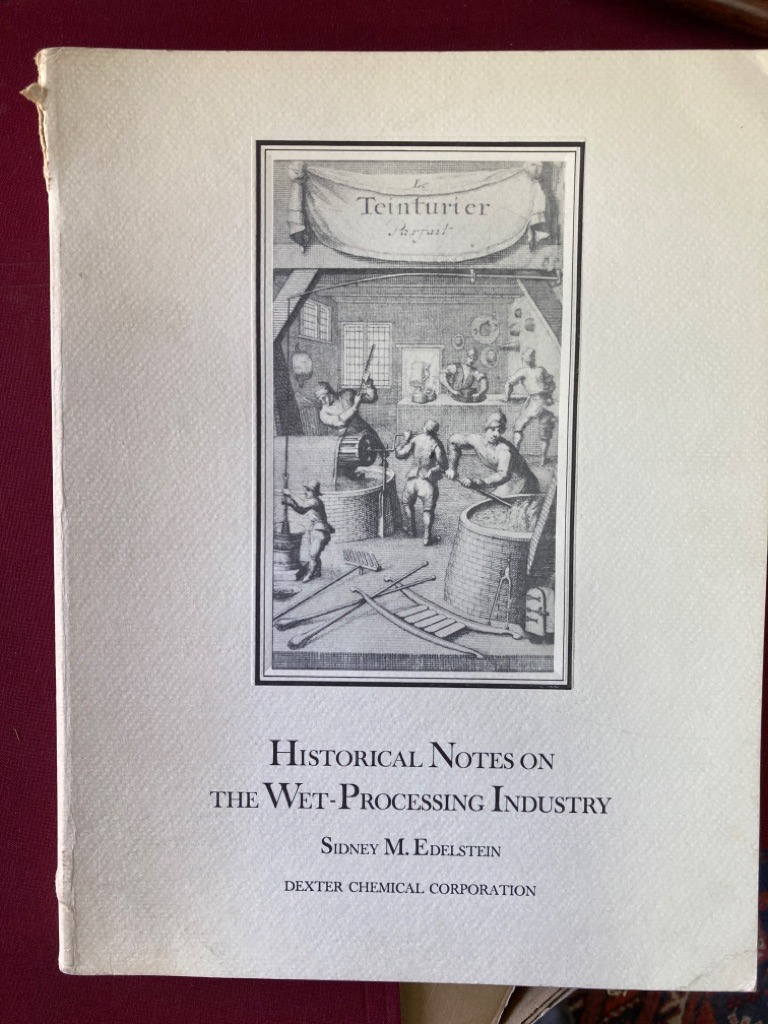 Le
Teinturier
Parfait
HISTORICAL NOTES ON
THE WET-PROCESSING INDUSTRY
SIDNEY M. EDELSTEIN
DEXTER CHEMICAL CORPORATION